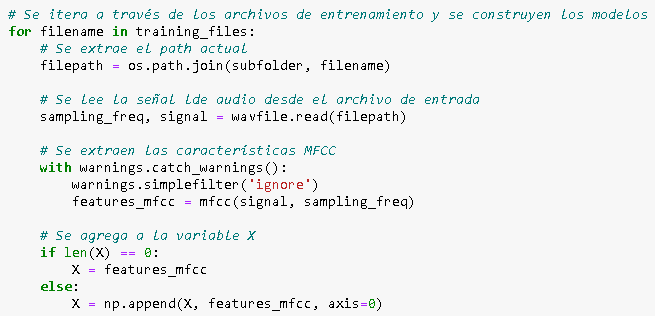 # Se itera a través de los archivos de entrenamiento y se construyen los modelos
for filename in training_files:
    # Se extrae el path actual
    filepath = os.path.join(subfolder, filename)

    # Se lee la señal lde audio desde el archivo de entrada
    sampling_freq, signal = wavfile.read(filepath)

    # Se extraen las características MFCC
    with warnings.catch_warnings():
        warnings.simplefilter('ignore')
        features_mfcc = mfcc(signal, sampling_freq)

    # Se agrega a la variable X
    if len(X) == 0:
        X = features_mfcc
    else:
        X = np.append(X, features_mfcc, axis=0)